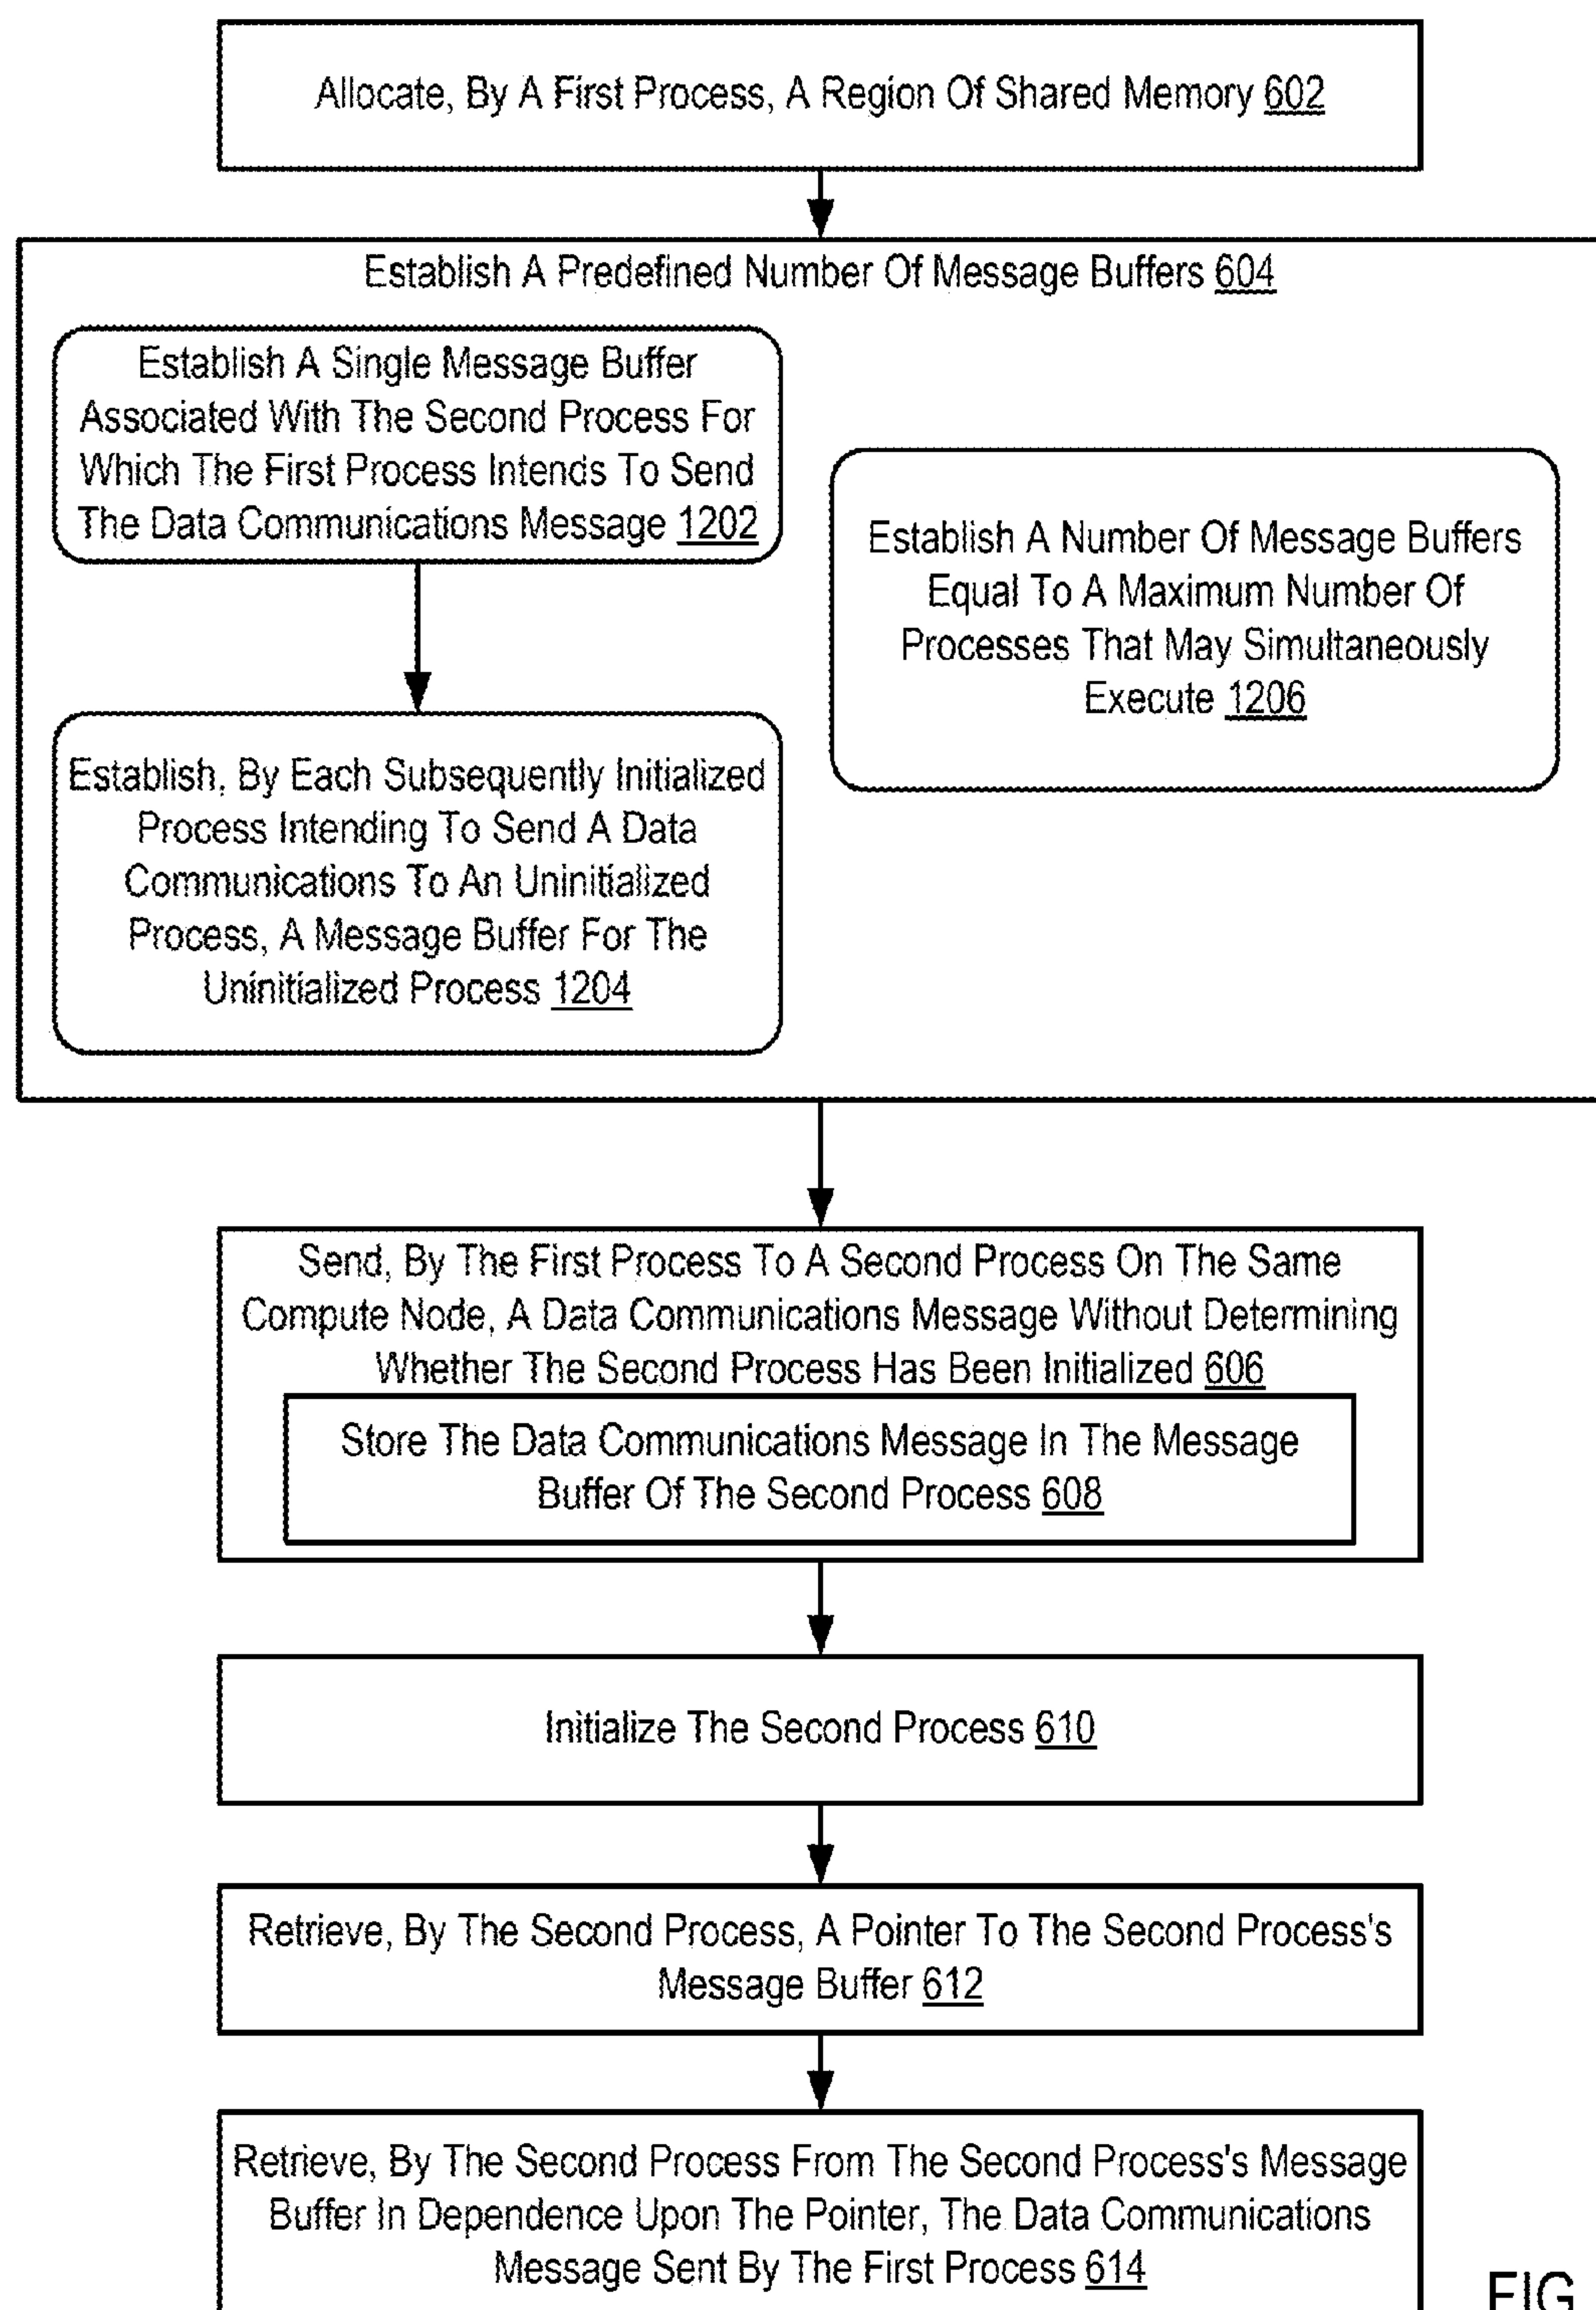 Allocate, By A First Process, A Region Of Shared Memory 602
Establish A Predefined Number Of Message Buffers 604
Establish A Single Message Buffer
Associated With The Second Process For
Which The First Process Intends To Send
The Data Communications Message 1202
Establish, By Each Subsequently Initialized
Process Intending To Send A Data
Communications To An Uninitialized
Process, A Message Buffer For The
Uninitialized Process 1204
Establish A Number Of Message Buffers
Equal To A Maximum Number Of
Processes That May Simultaneously
Execute 1206
Send, By The First Process To A Second Process On The Same
Compute Node, A Data Communications Message Without Determining
Whether The Second Process Has Been Initialized 606
Store The Data Communications Message In The Message
Buffer Of The Second Process 608
Initialize The Second Process 610
Retrieve, By The Second Process, A Pointer To The Second Process's
Message Buffer 612
Retrieve, By The Second Process From The Second Process's Message
Buffer In Dependence Upon The Pointer, The Data Communications
Message Sent By The First Process 614
FIG